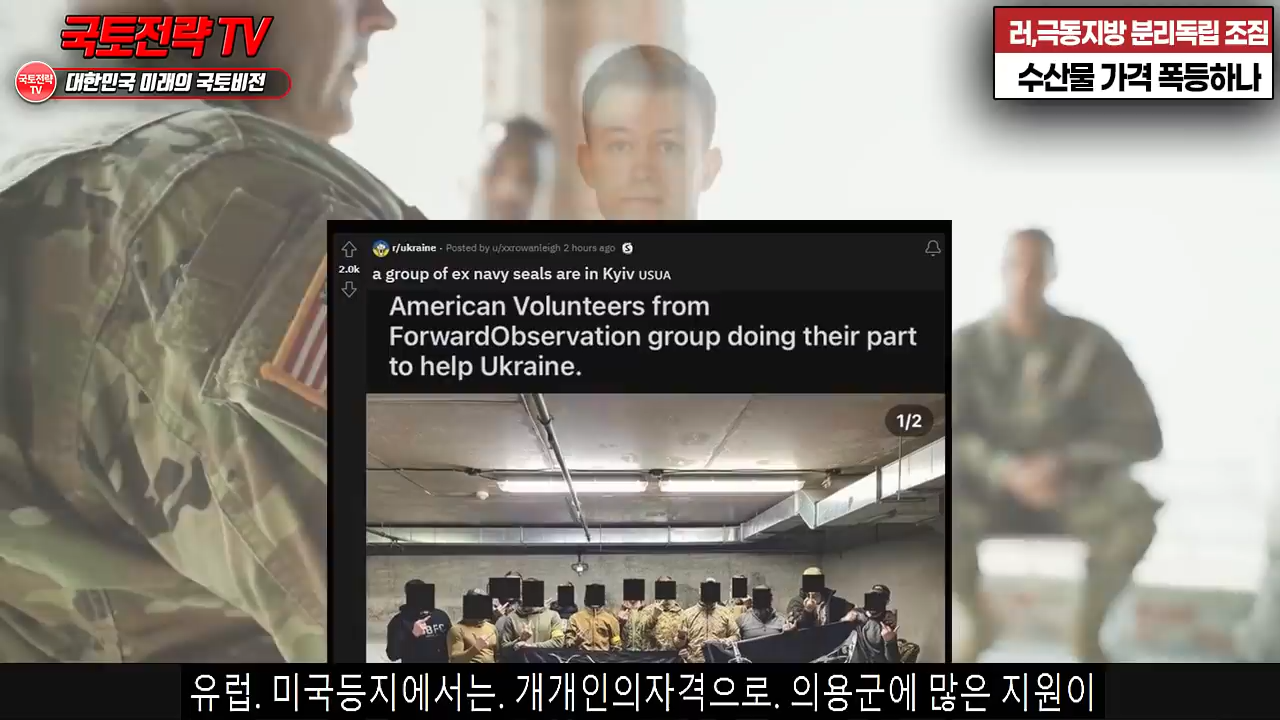 국토전략 TV
국토전략
TV
대한민국 미래의 국토비전
러,극동지방 분리독립 조짐
수산물 가격 폭등하나
r/ukraine · Posted by u/xxrowanleigh 2 hours ago
2.0k
a group of ex navy seals are in Kyiv USUA
American Volunteers from
ForwardObservation group doing their part
to help Ukraine.
1/2
BFC
유럽. 미국등지에서는. 개개인의자격으로. 의용군에 많은 지원이